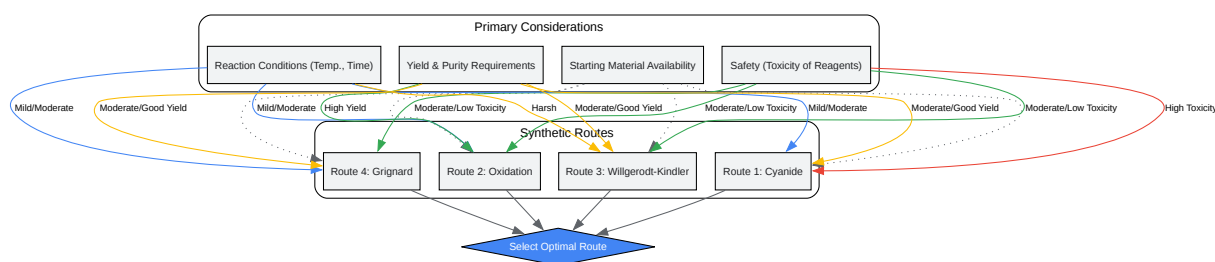 Primary Considerations
Reaction Conditions (Temp., Time)
Yield & Purity Requirements
Starting Material Availability
Safety (Toxicity of Reagents)
Mild/Moderate
Moderate/Good Yield
Mild/Moderate
High Yield
Moderate/Low Toxicity
Harsh
Moderate/Good Yield
Moderate/Low Toxicity
Mild/Moderate
Moderate/Good Yield
Moderate/Low Toxicity
High Toxicity
Synthetic Routes
Route 4: Grignard
Route 2: Oxidation
Route 3: Willgerodt-Kindler
Route 1: Cyanide
Select Optimal Route